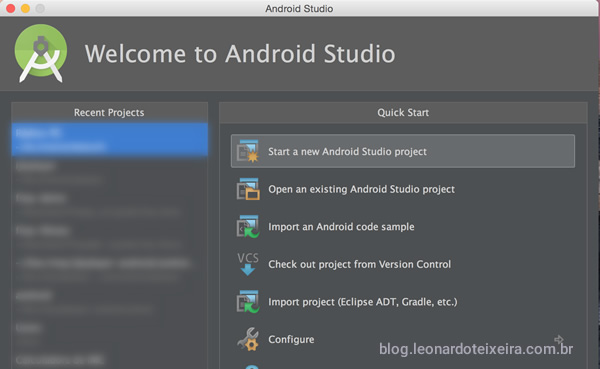 Android Studio
Welcome to Android Studio
Recent Projects
Quick Start
Start a new Android Studio project
Open an existing Android Studio project
Import an Android code sample
VCS
Check out project from Version Control
Import project (Eclipse ADT, Gradle, etc.)
Configure
blog.leonardoteixeira.com.br